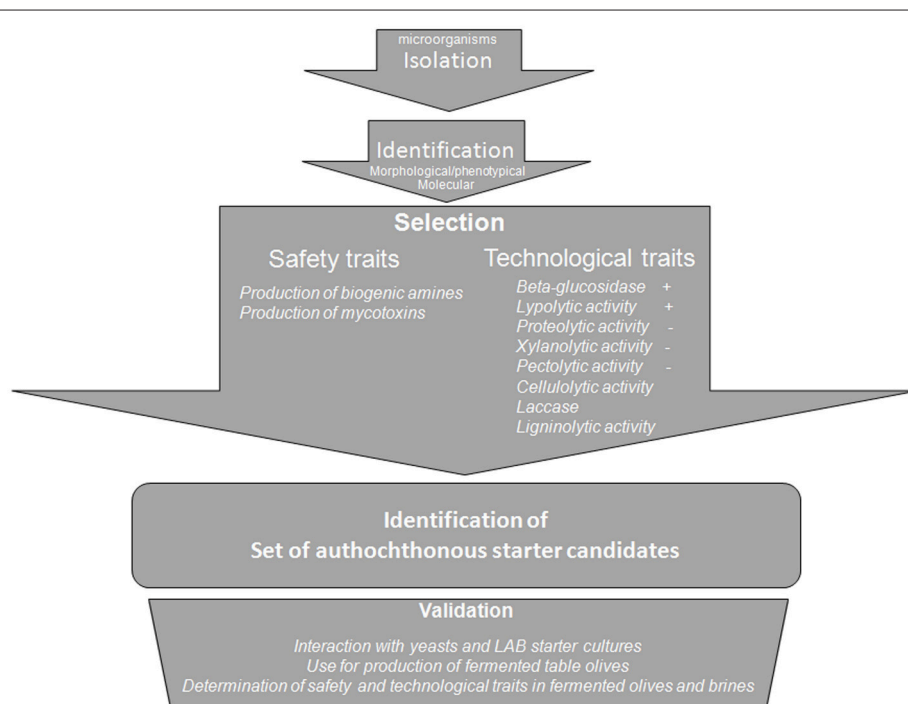 microorganisms
Isolation
Identification
Morphological/phenotypical
Molecular
Selection
Safety traits
Production of biogenic amines
Production of mycotoxins
Technological traits
Beta-glucosidase +
Lypolytic activity +
Proteolytic activity -
Xylanolytic activity -
Pectolytic activity -
Cellulolytic activity
Laccase
Ligninolytic activity
Identification of
Set of authochthonous starter candidates
Validation
Interaction with yeasts and LAB starter cultures
Use for production of fermented table olives
Determination of safety and technological traits in fermented olives and brines